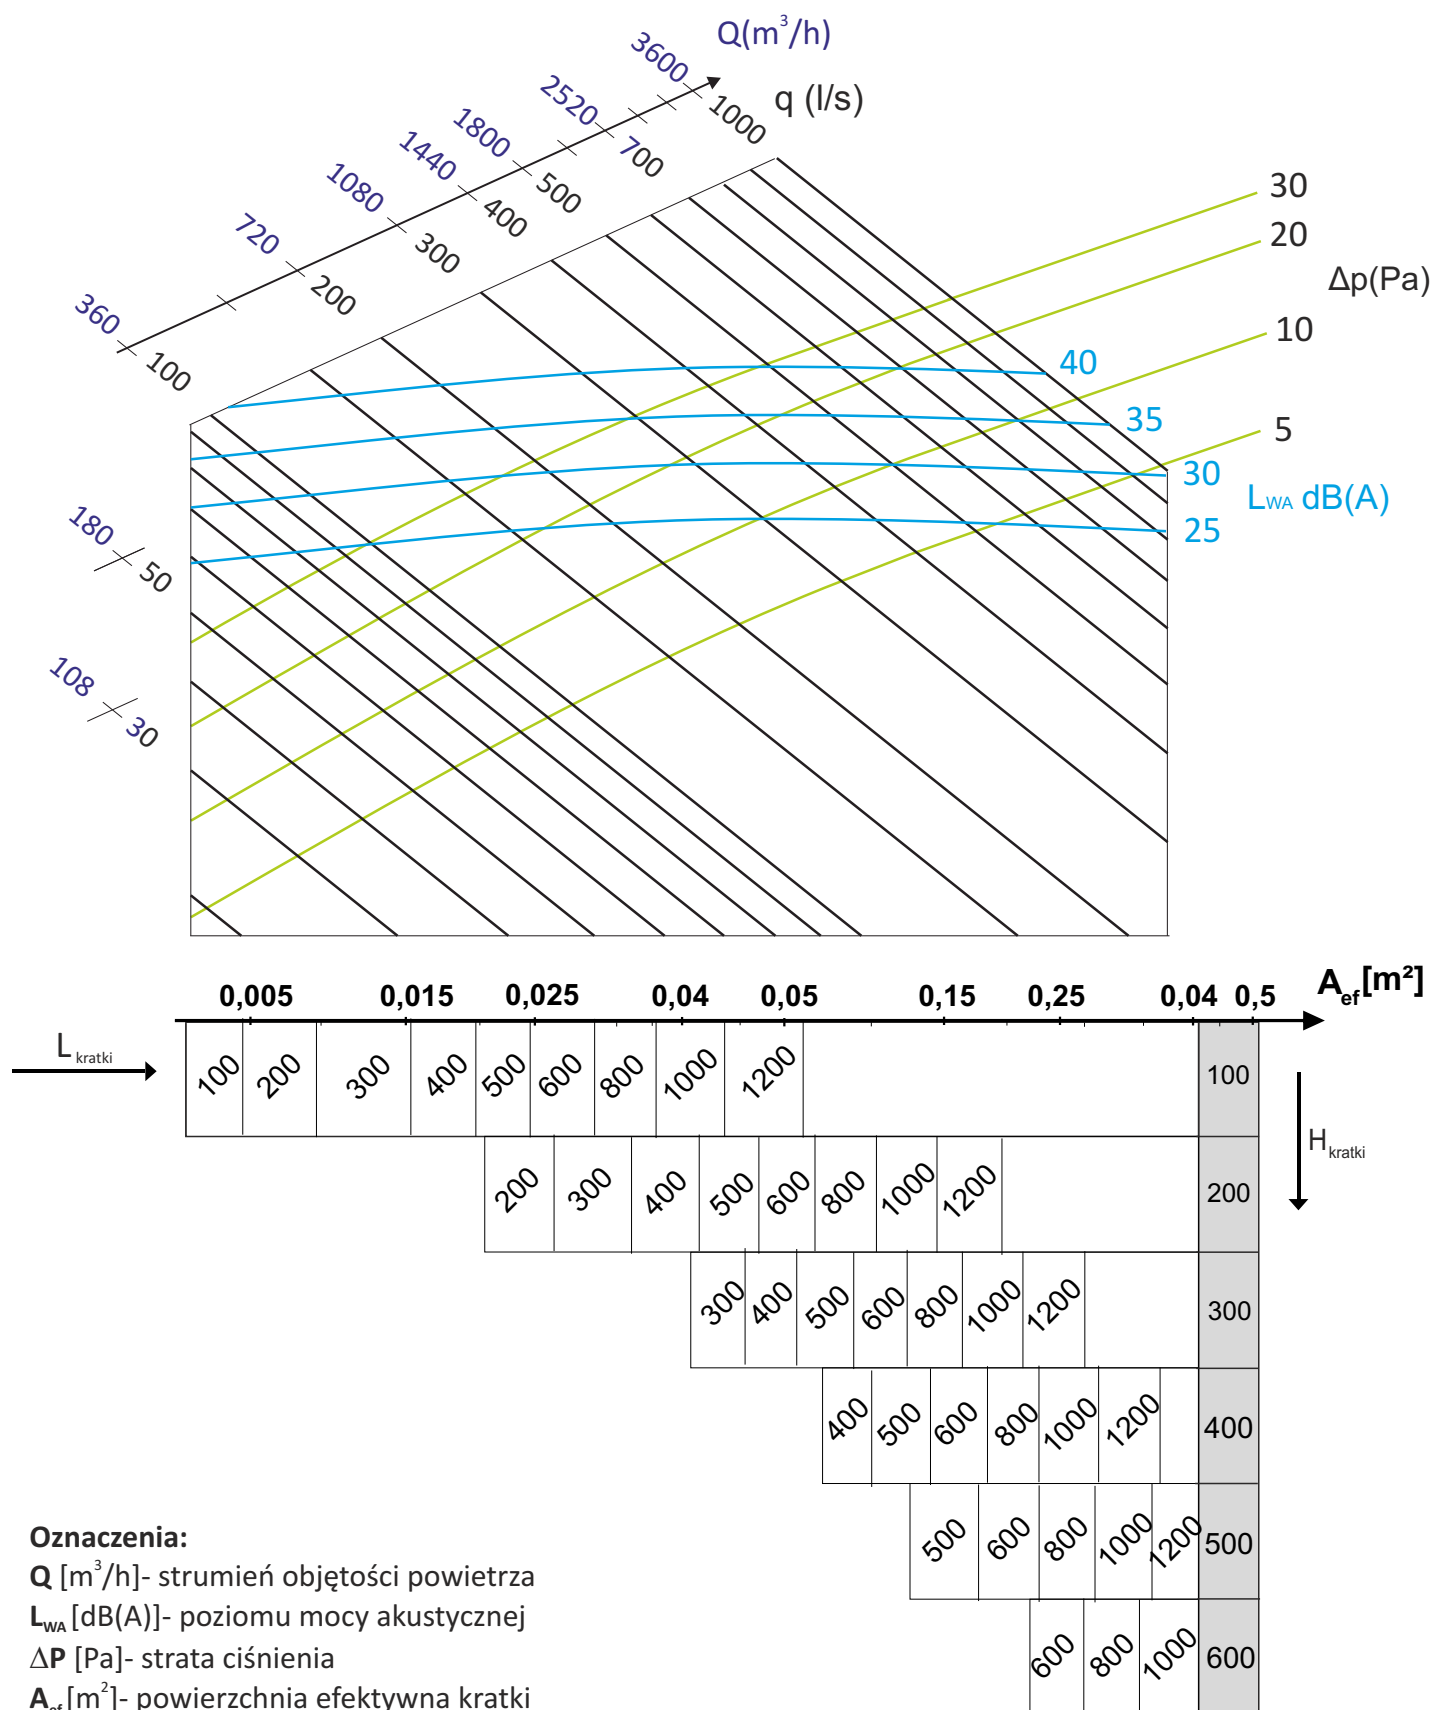 Q(m³/h)
q (l/s)
3600
1000
2520
700
1800
500
1440
400
1080
300
720
200
360
100
180
50
108
30
30
20
Δp(Pa)
10
5
40
35
30
LWA dB(A)
25
Aef[m²]
0,005 0,015 0,025 0,04 0,05 0,15 0,25 0,04 0,5
L kratki
100 200 300 400 500 600 800 1000 1200 100
H kratki
200 300 400 500 600 800 1000 1200 200
300 400 500 600 800 1000 1200 300
400 500 600 800 1000 1200 400
500 600 800 1000 1200 500
600 800 1000 600
Oznaczenia:
Q [m³/h]- strumień objętości powietrza
LWA [dB(A)]- poziomu mocy akustycznej
ΔP [Pa]- strata ciśnienia
Aef [m²]- powierzchnia efektywna kratki